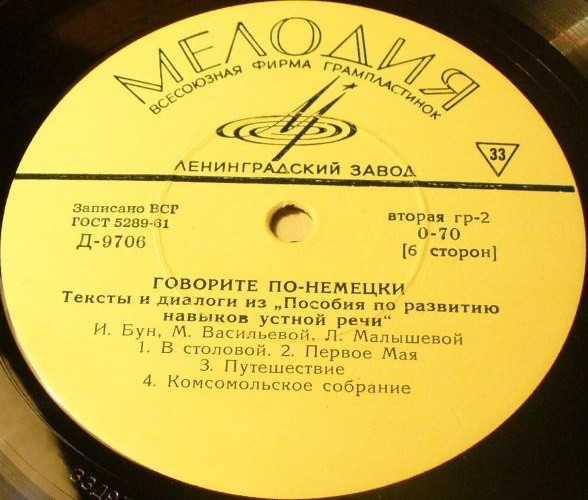 МЕЛОДИЯ
ВСЕСОЮЗНАЯ ФИРМА ГРАМПЛАСТИНОК
33
ЛЕНИНГРАДСКИЙ ЗАВОД
Записано ВСР
ГОСТ 5289-61
Д-9706
вторая гр-2
0-70
[6 сторон]
ГОВОРИТЕ ПО-НЕМЕЦКИ
Тексты и диалоги из „Пособия по развитию
навыков устной речи“
И. Бун, М. Васильевой, Л. Малышевой
1. В столовой. 2. Первое Мая
3. Путешествие
4. Комсомольское собрание